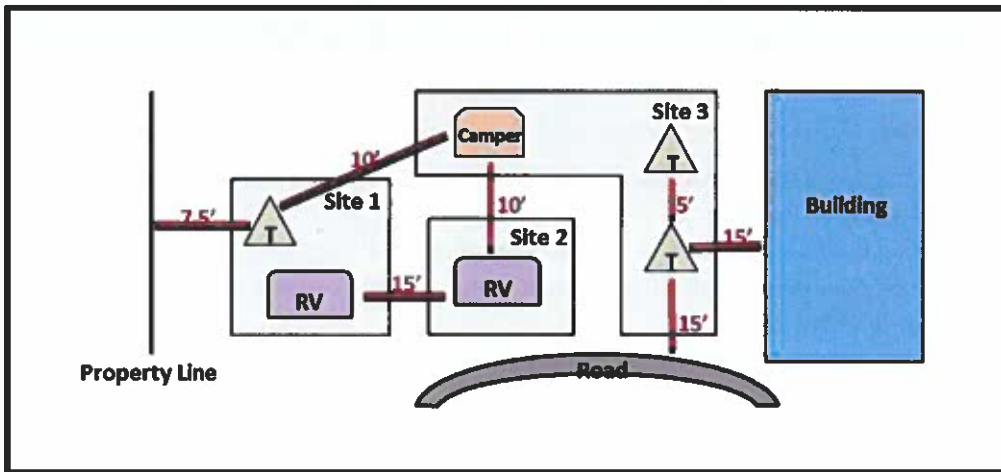 Site 3
Camper
10'
Site 1
7.5'
T
10'
Site 2
T
5'
T
15'
Building
RV
15'
RV
15'
Property Line
Road